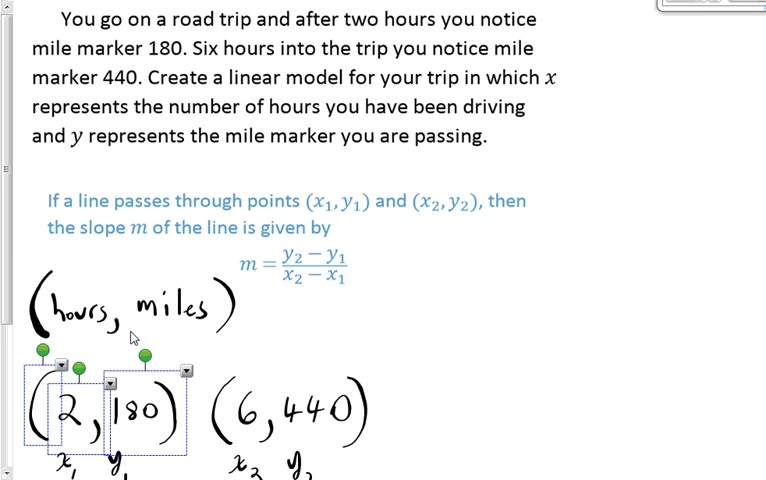 You go on a road trip and after two hours you notice
mile marker 180. Six hours into the trip you notice mile
marker 440. Create a linear model for your trip in which x
represents the number of hours you have been driving
and y represents the mile marker you are passing.
If a line passes through points (x₁, y₁) and (x₂, y₂), then
the slope m of the line is given by
m = (y₂ − y₁)/(x₂ − x₁)
(hours, miles)
(2, 180) (6, 440)
x₁ y₁ x₂ y₂